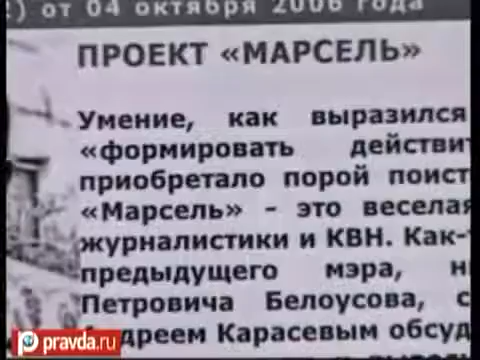 ) от 04 октября 2006 года
ПРОЕКТ «МАРСЕЛЬ»
Умение, как выразился
«формировать действит
приобретало порой поист
«Марсель» - это веселая
журналистики и КВН. Как-т
предыдущего мэра, н
Петровича Белоусова, с
ндреем Карасевым обсуд
pravda.ru